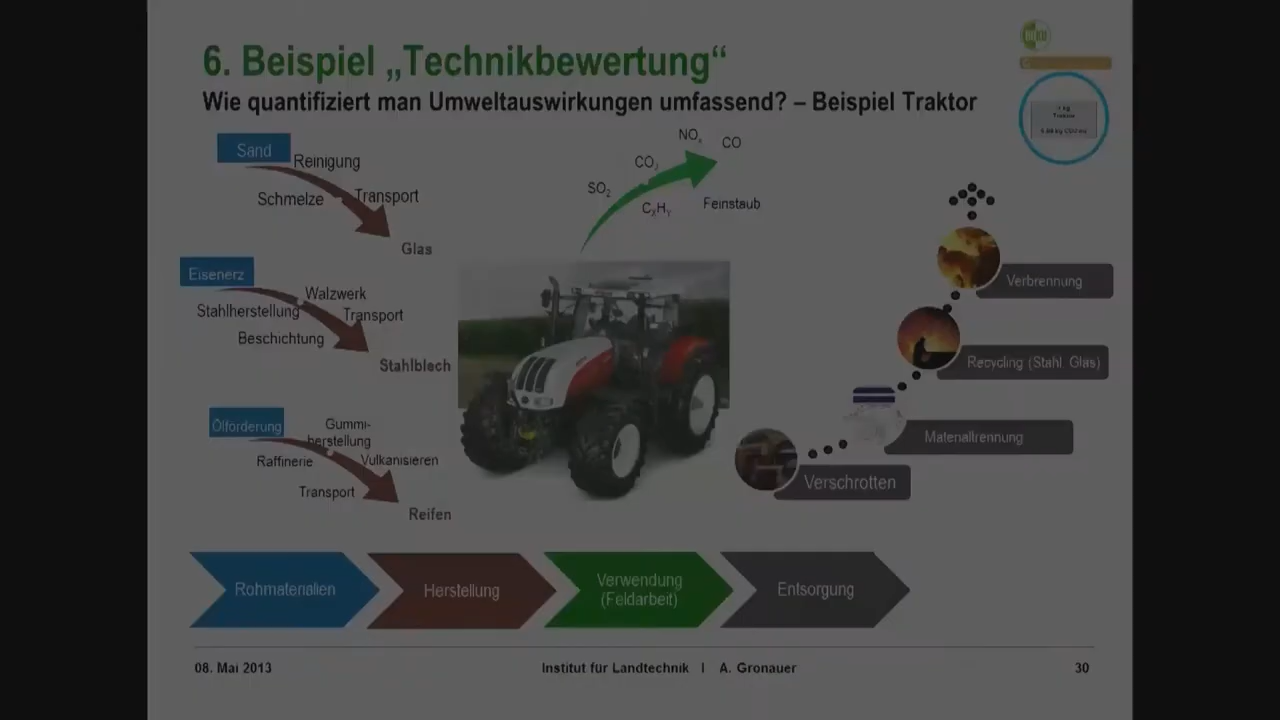 6. Beispiel „Technikbewertung“
Wie quantifiziert man Umweltauswirkungen umfassend? – Beispiel Traktor
Sand
Reinigung
Schmelze
Transport
Glas
Eisenerz
Walzwerk
Stahlherstellung
Transport
Beschichtung
Stahlblech
Ölförderung
Gummi-
herstellung
Raffinerie
Vulkanisieren
Transport
Reifen
NOₓ
CO
CO₂
SO₂
CₓHᵧ
Feinstaub
Verbrennung
Recycling (Stahl, Glas)
Materialtrennung
Verschrotten
Rohmaterialien
Herstellung
Verwendung
(Feldarbeit)
Entsorgung
08. Mai 2013
Institut für Landtechnik I A. Gronauer
30